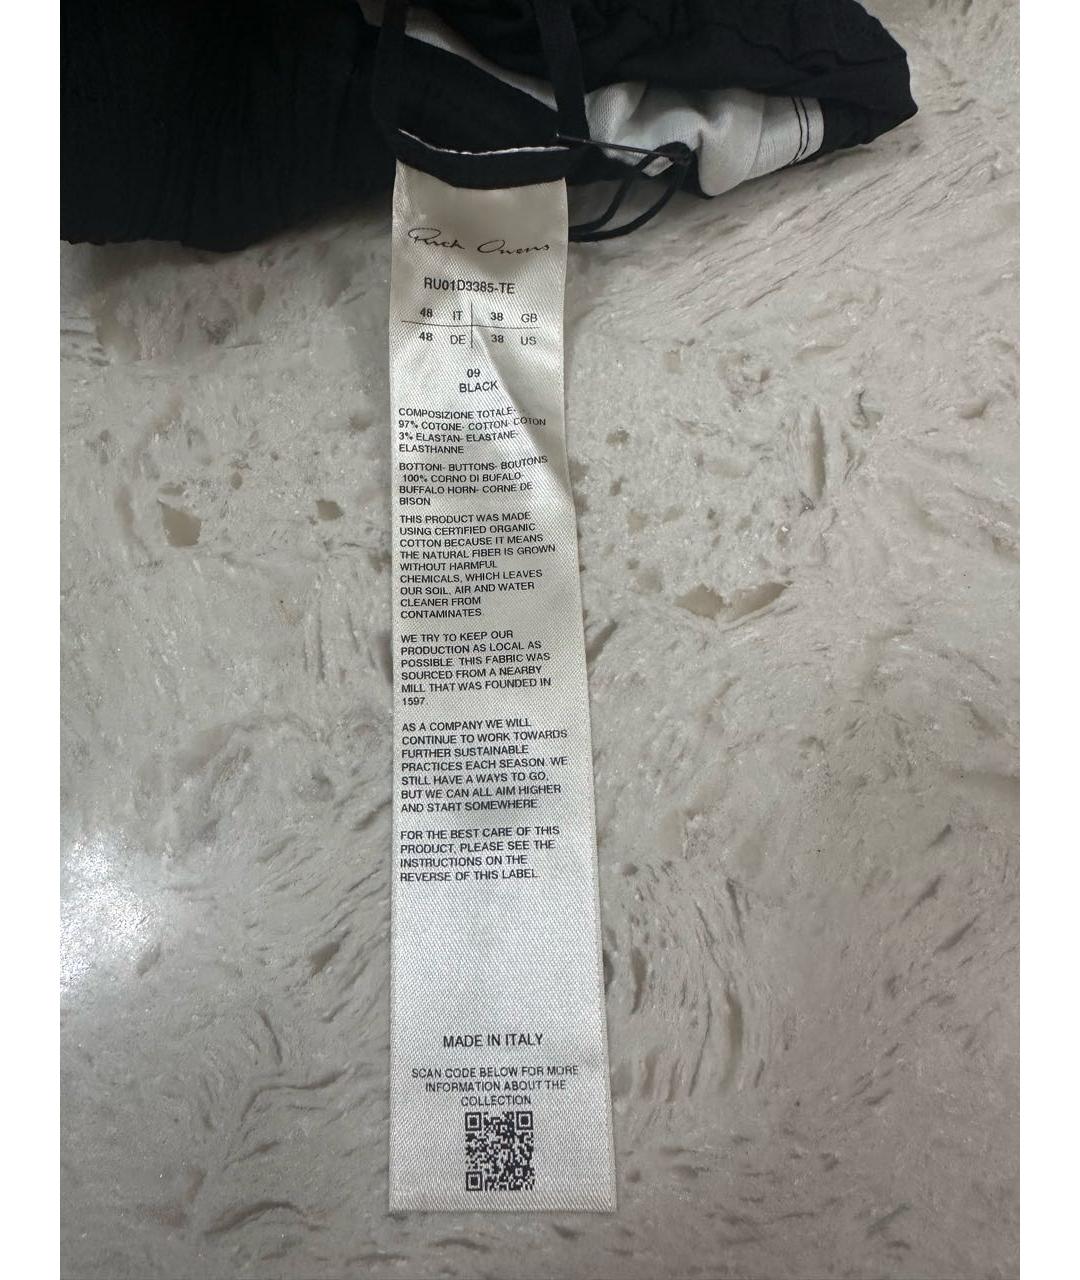 Rick Owens
RU01D3385-TE
48 IT 38 GB
48 DE 38 US
09
BLACK
COMPOSIZIONE TOTALE-
97% COTONE- COTTON- COTON
3% ELASTAN- ELASTANE-
ELASTHANNE
BOTTONI- BUTTONS- BOUTONS
100% CORNO DI BUFALO-
BUFFALO HORN- CORNE DE
BISON
THIS PRODUCT WAS MADE
USING CERTIFIED ORGANIC
COTTON BECAUSE IT MEANS
THE NATURAL FIBER IS GROWN
WITHOUT HARMFUL
CHEMICALS, WHICH LEAVES
OUR SOIL, AIR AND WATER
CLEANER FROM
CONTAMINATES.
WE TRY TO KEEP OUR
PRODUCTION AS LOCAL AS
POSSIBLE. THIS FABRIC WAS
SOURCED FROM A NEARBY
MILL THAT WAS FOUNDED IN
1597.
AS A COMPANY WE WILL
CONTINUE TO WORK TOWARDS
FURTHER SUSTAINABLE
PRACTICES EACH SEASON. WE
STILL HAVE A WAYS TO GO,
BUT WE CAN ALL AIM HIGHER
AND START SOMEWHERE.
FOR THE BEST CARE OF THIS
PRODUCT, PLEASE SEE THE
INSTRUCTIONS ON THE
REVERSE OF THIS LABEL.
MADE IN ITALY
SCAN CODE BELOW FOR MORE
INFORMATION ABOUT THE
COLLECTION